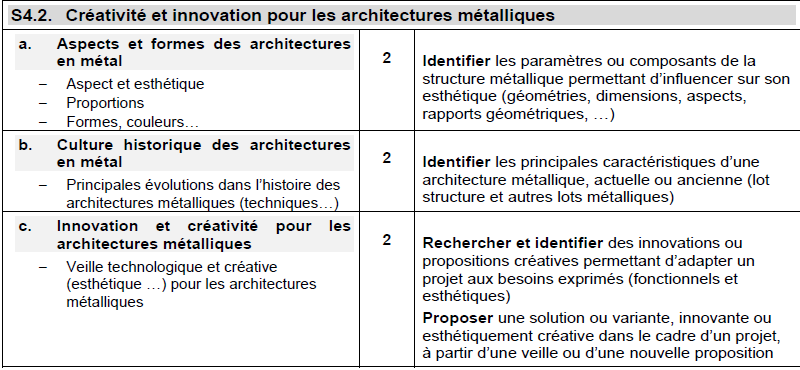 S4.2. Créativité et innovation pour les architectures métalliques
a. Aspects et formes des architectures
en métal
– Aspect et esthétique
– Proportions
– Formes, couleurs…
2
Identifier les paramètres ou composants de la
structure métallique permettant d’influencer sur son
esthétique (géométries, dimensions, aspects,
rapports géométriques, …)
b. Culture historique des architectures
en métal
– Principales évolutions dans l’histoire des
architectures métalliques (techniques…)
2
Identifier les principales caractéristiques d’une
architecture métallique, actuelle ou ancienne (lot
structure et autres lots métalliques)
c. Innovation et créativité pour les
architectures métalliques
– Veille technologique et créative
(esthétique …) pour les architectures
métalliques
2
Rechercher et identifier des innovations ou
propositions créatives permettant d’adapter un
projet aux besoins exprimés (fonctionnels et
esthétiques)
Proposer une solution ou variante, innovante ou
esthétiquement créative dans le cadre d’un projet,
à partir d’une veille ou d’une nouvelle proposition